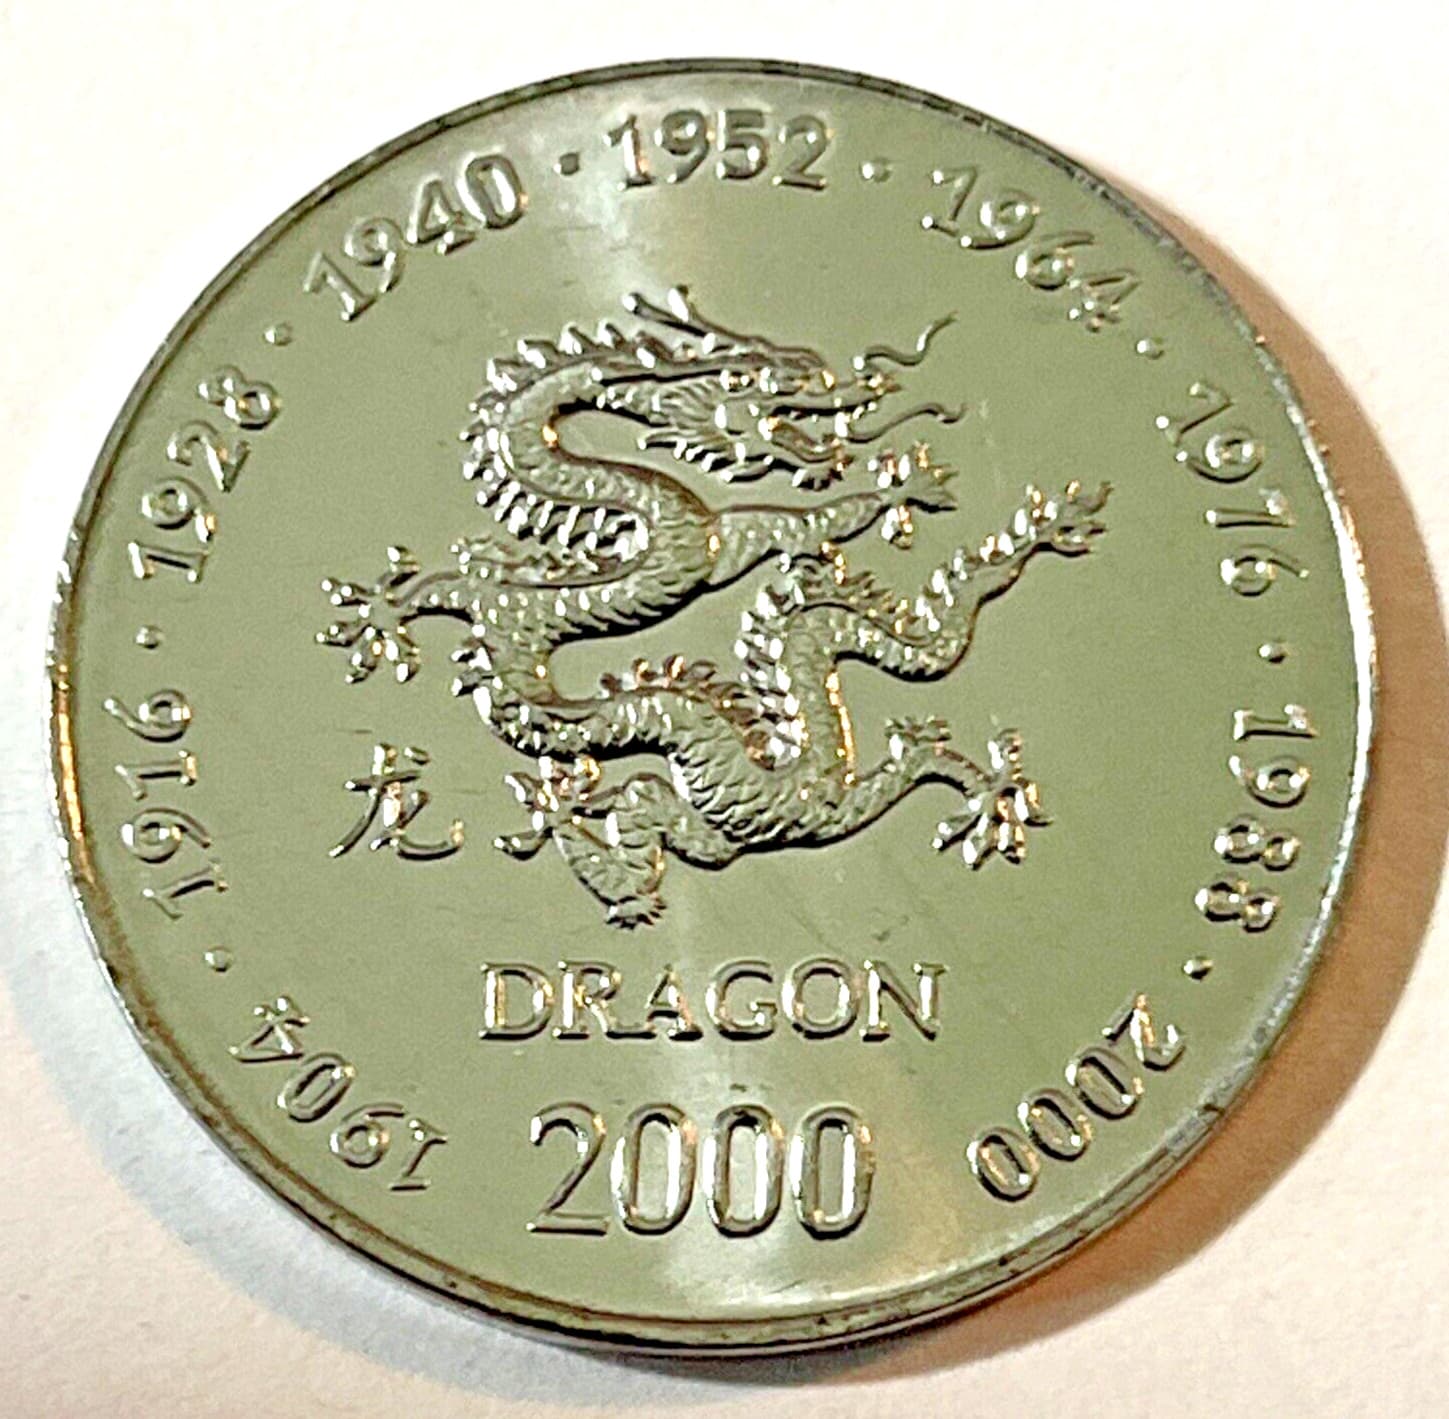 1904 · 1916 · 1928 · 1940 · 1952 · 1964 · 1976 · 1988 · 2000
龙
DRAGON
2000